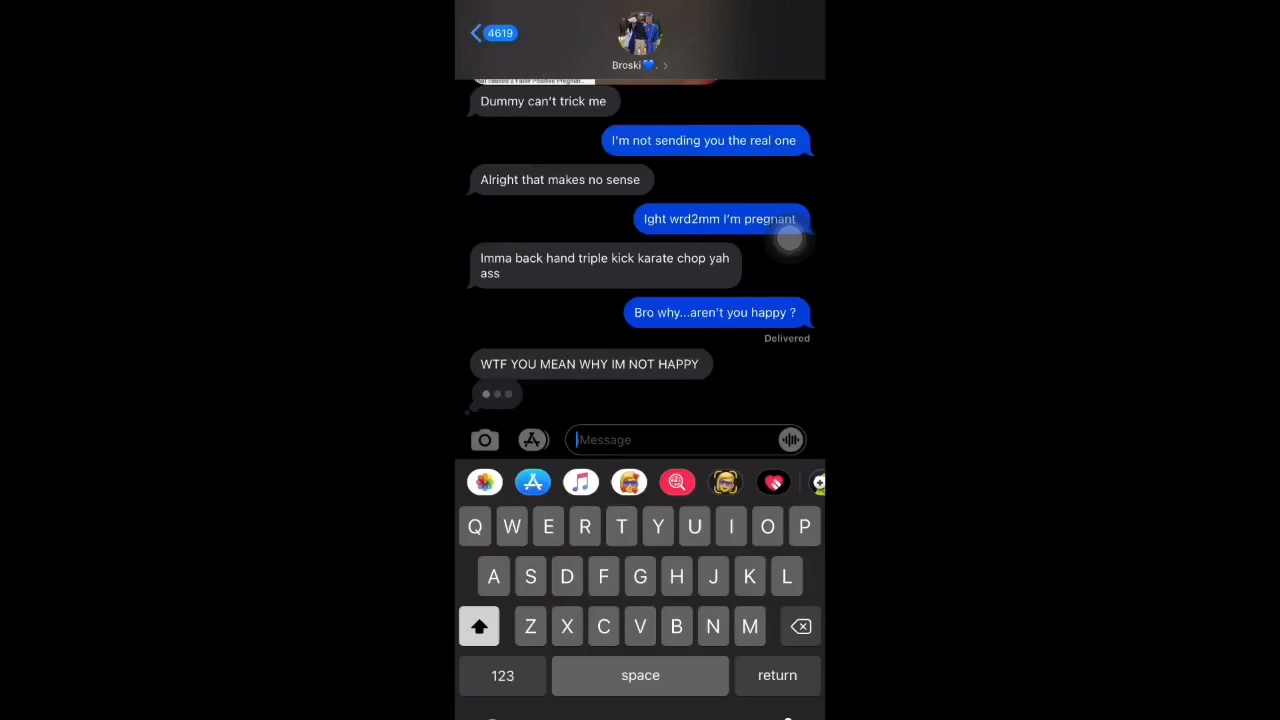 4619
Broski💙.
Dummy can't trick me
I'm not sending you the real one
Alright that makes no sense
Ight wrd2mm I'm pregnant
Imma back hand triple kick karate chop yah
ass
Bro why...aren't you happy ?
Delivered
WTF YOU MEAN WHY IM NOT HAPPY
iMessage
Q W E R T Y U I O P
A S D F G H J K L
Z X C V B N M
123 space return